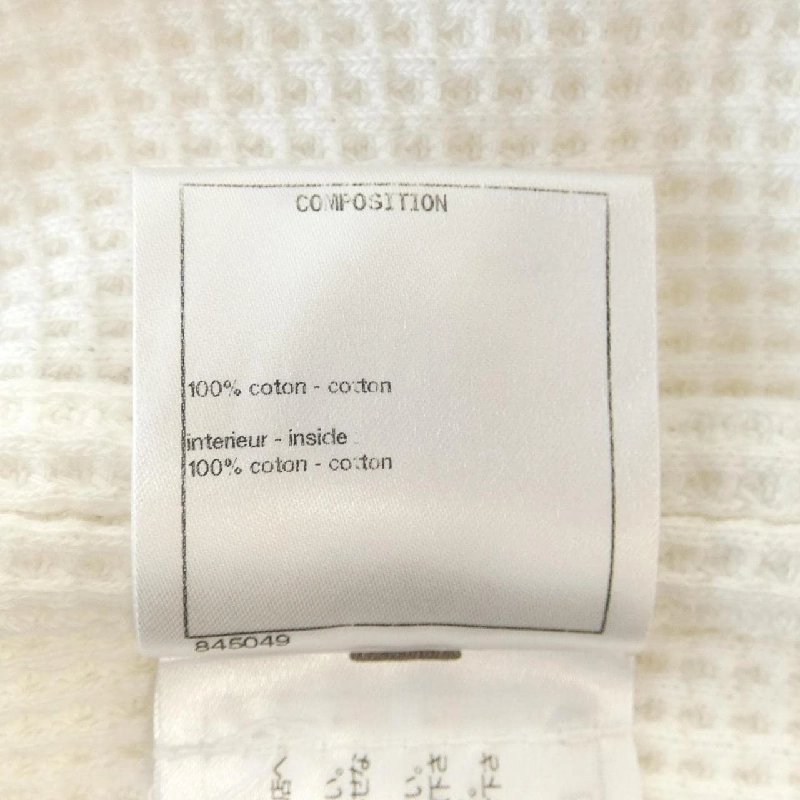 COMPOSITION
100% coton - cotton
interieur - inside
100% coton - cotton
845049